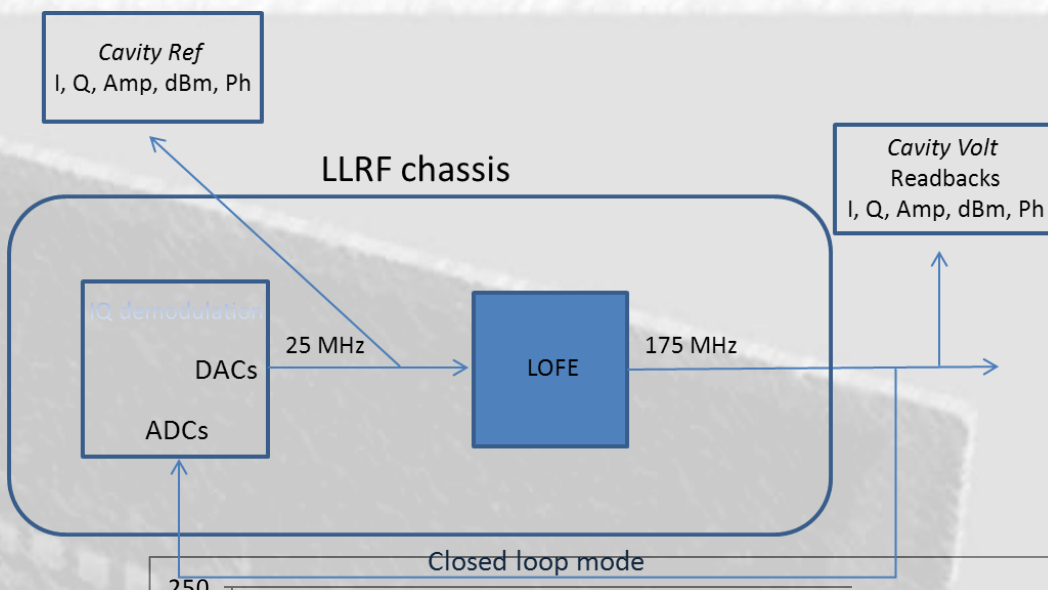 Cavity Ref
I, Q, Amp, dBm, Ph
LLRF chassis
Cavity Volt
Readbacks
I, Q, Amp, dBm, Ph
IQ demodulation
25 MHz
175 MHz
DACs
LOFE
ADCs
Closed loop mode
250